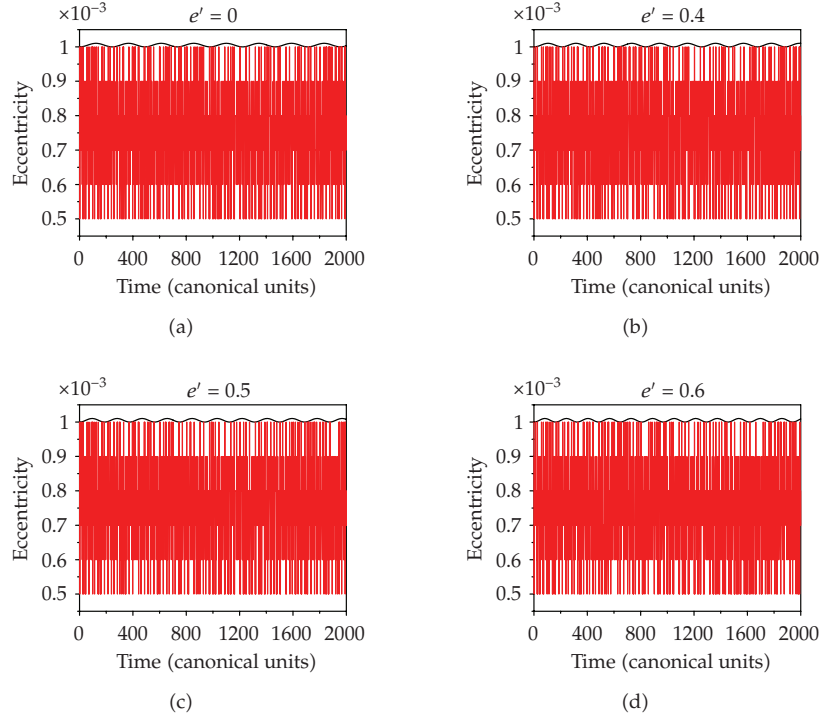 ×10⁻³
e′ = 0
1
0.9
0.8
0.7
0.6
0.5
Eccentricity
0 400 800 1200 1600 2000
Time (canonical units)
(a)
×10⁻³
e′ = 0.4
1
0.9
0.8
0.7
0.6
0.5
Eccentricity
0 400 800 1200 1600 2000
Time (canonical units)
(b)
×10⁻³
e′ = 0.5
1
0.9
0.8
0.7
0.6
0.5
Eccentricity
0 400 800 1200 1600 2000
Time (canonical units)
(c)
×10⁻³
e′ = 0.6
1
0.9
0.8
0.7
0.6
0.5
Eccentricity
0 400 800 1200 1600 2000
Time (canonical units)
(d)